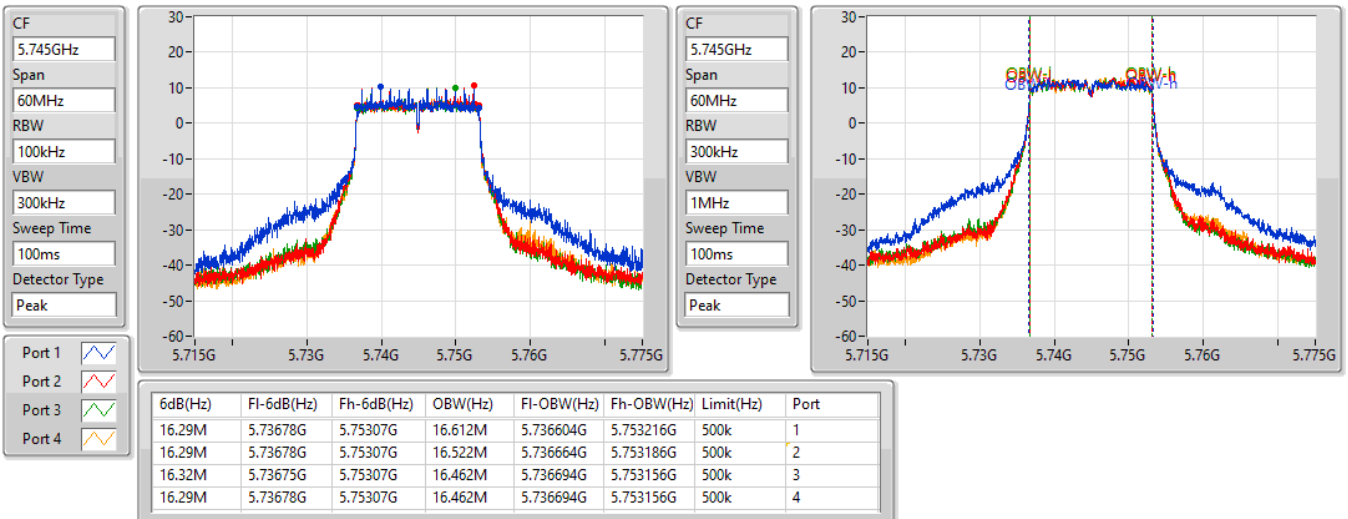 CF
5.745GHz
Span
60MHz
RBW
100kHz
VBW
300kHz
Sweep Time
100ms
Detector Type
Peak
30
20
10
0
-10
-20
-30
-40
-50
-60
5.715G 5.73G 5.74G 5.75G 5.76G 5.775G
CF
5.745GHz
Span
60MHz
RBW
300kHz
VBW
1MHz
Sweep Time
100ms
Detector Type
Peak
30
20
10
0
-10
-20
-30
-40
-50
-60
OBW-l OBW-h
5.715G 5.73G 5.74G 5.75G 5.76G 5.775G
Port 1
Port 2
Port 3
Port 4
6dB(Hz) Fl-6dB(Hz) Fh-6dB(Hz) OBW(Hz) Fl-OBW(Hz) Fh-OBW(Hz) Limit(Hz) Port
16.29M 5.73678G 5.75307G 16.612M 5.736604G 5.753216G 500k 1
16.29M 5.73678G 5.75307G 16.522M 5.736664G 5.753186G 500k 2
16.32M 5.73675G 5.75307G 16.462M 5.736694G 5.753156G 500k 3
16.29M 5.73678G 5.75307G 16.462M 5.736694G 5.753156G 500k 4